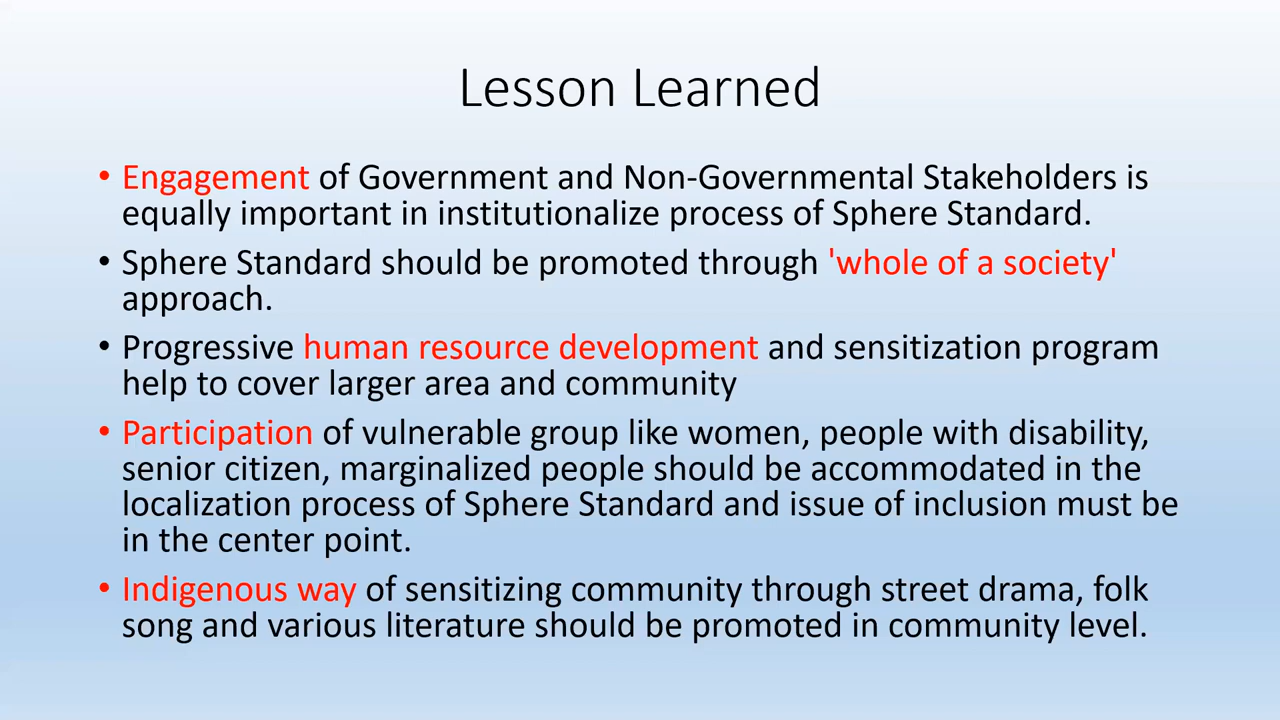 Lesson Learned
• Engagement of Government and Non-Governmental Stakeholders is
equally important in institutionalize process of Sphere Standard.
• Sphere Standard should be promoted through 'whole of a society'
approach.
• Progressive human resource development and sensitization program
help to cover larger area and community
• Participation of vulnerable group like women, people with disability,
senior citizen, marginalized people should be accommodated in the
localization process of Sphere Standard and issue of inclusion must be
in the center point.
• Indigenous way of sensitizing community through street drama, folk
song and various literature should be promoted in community level.